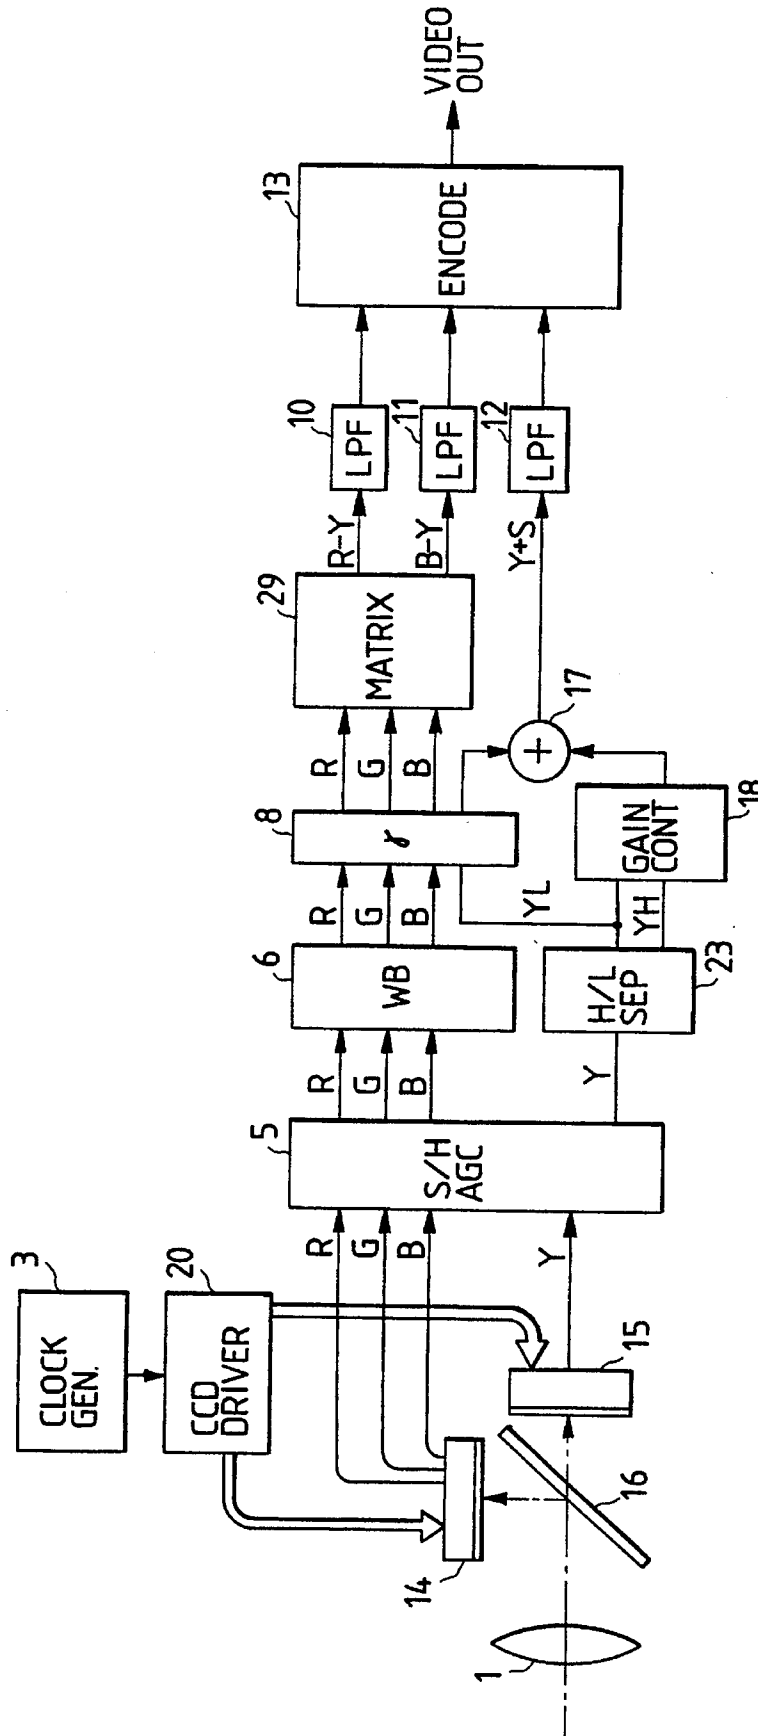 1
14
16
15
3
CLOCK
GEN.
20
CCD
DRIVER
R
G
B
Y
5
S/H
AGC
R
G
B
Y
6
WB
23
H/L
SEP
R
G
B
YL
YH
8
γ
18
GAIN
CONT
R
G
B
17
+
29
MATRIX
R-Y
B-Y
Y+S
10
LPF
11
LPF
12
LPF
13
ENCODE
VIDEO
OUT